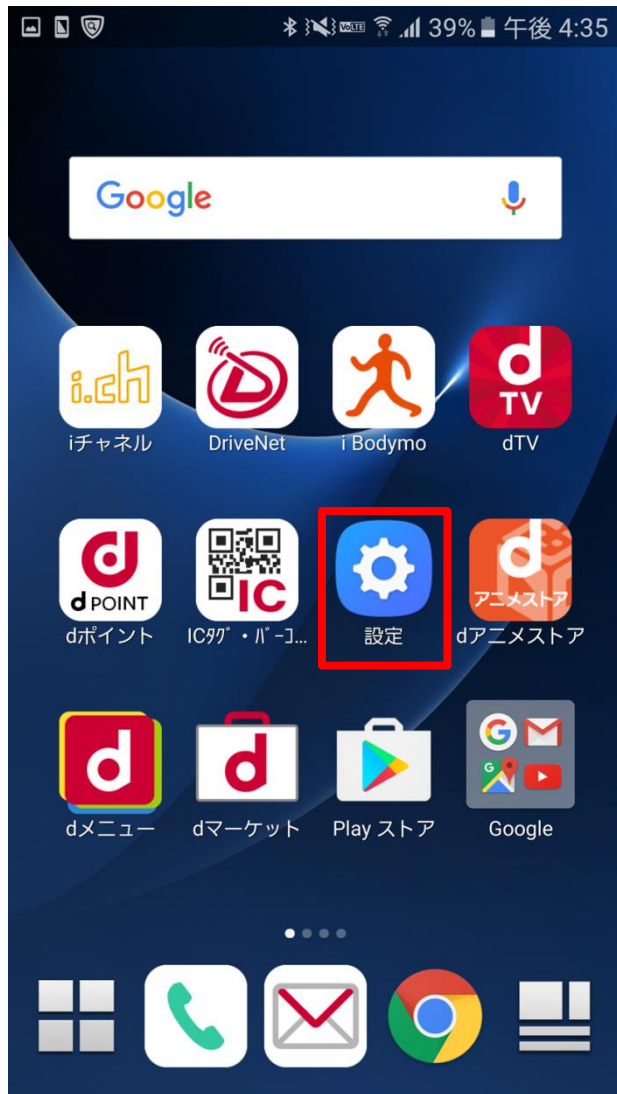 VoLTE 39% 午後 4:35
Google
i.ch
d TV
iチャネル DriveNet i Bodymo dTV
d POINT
IC
d アニメストア
dポイント ICﾀｸﾞ・ﾊﾞｰｺ... 設定 dアニメストア
d d G M G
dメニュー dマーケット Play ストア Google